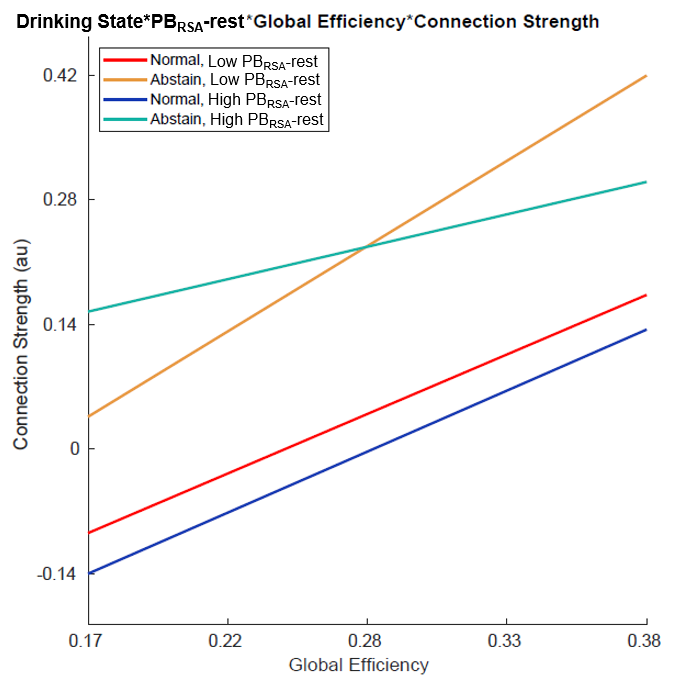 Drinking State*PBRSA-rest*Global Efficiency*Connection Strength
Normal, Low PBRSA-rest
Abstain, Low PBRSA-rest
Normal, High PBRSA-rest
Abstain, High PBRSA-rest
0.42
0.28
0.14
0
-0.14
Connection Strength (au)
0.17 0.22 0.28 0.33 0.38
Global Efficiency